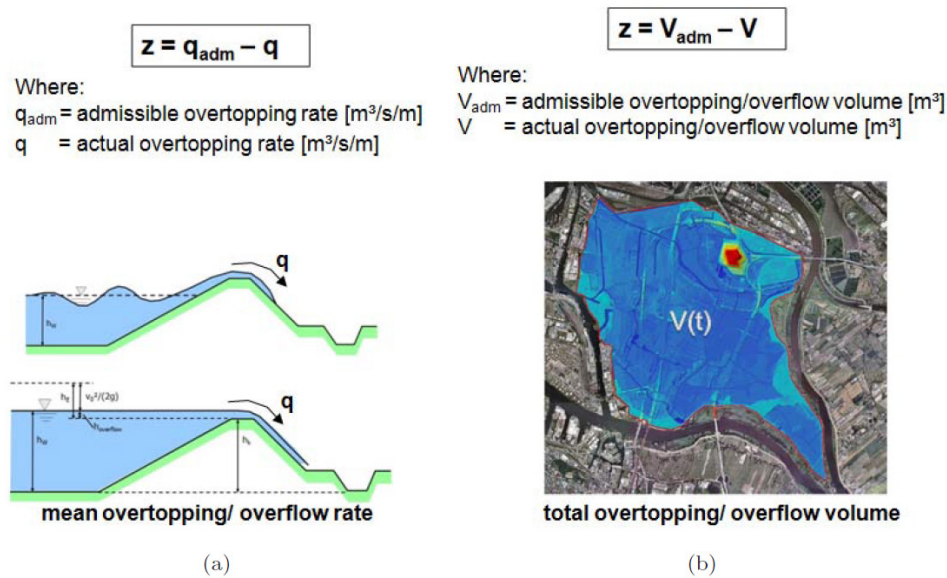 z = q_adm – q
Where:
q_adm = admissible overtopping rate [m³/s/m]
q = actual overtopping rate [m³/s/m]
q
h_w
h_E
v_0²/(2g)
q
h_overflow
h_w
h_k
mean overtopping/ overflow rate
(a)
z = V_adm – V
Where:
V_adm = admissible overtopping/overflow volume [m³]
V = actual overtopping/overflow volume [m³]
V(t)
total overtopping/ overflow volume
(b)